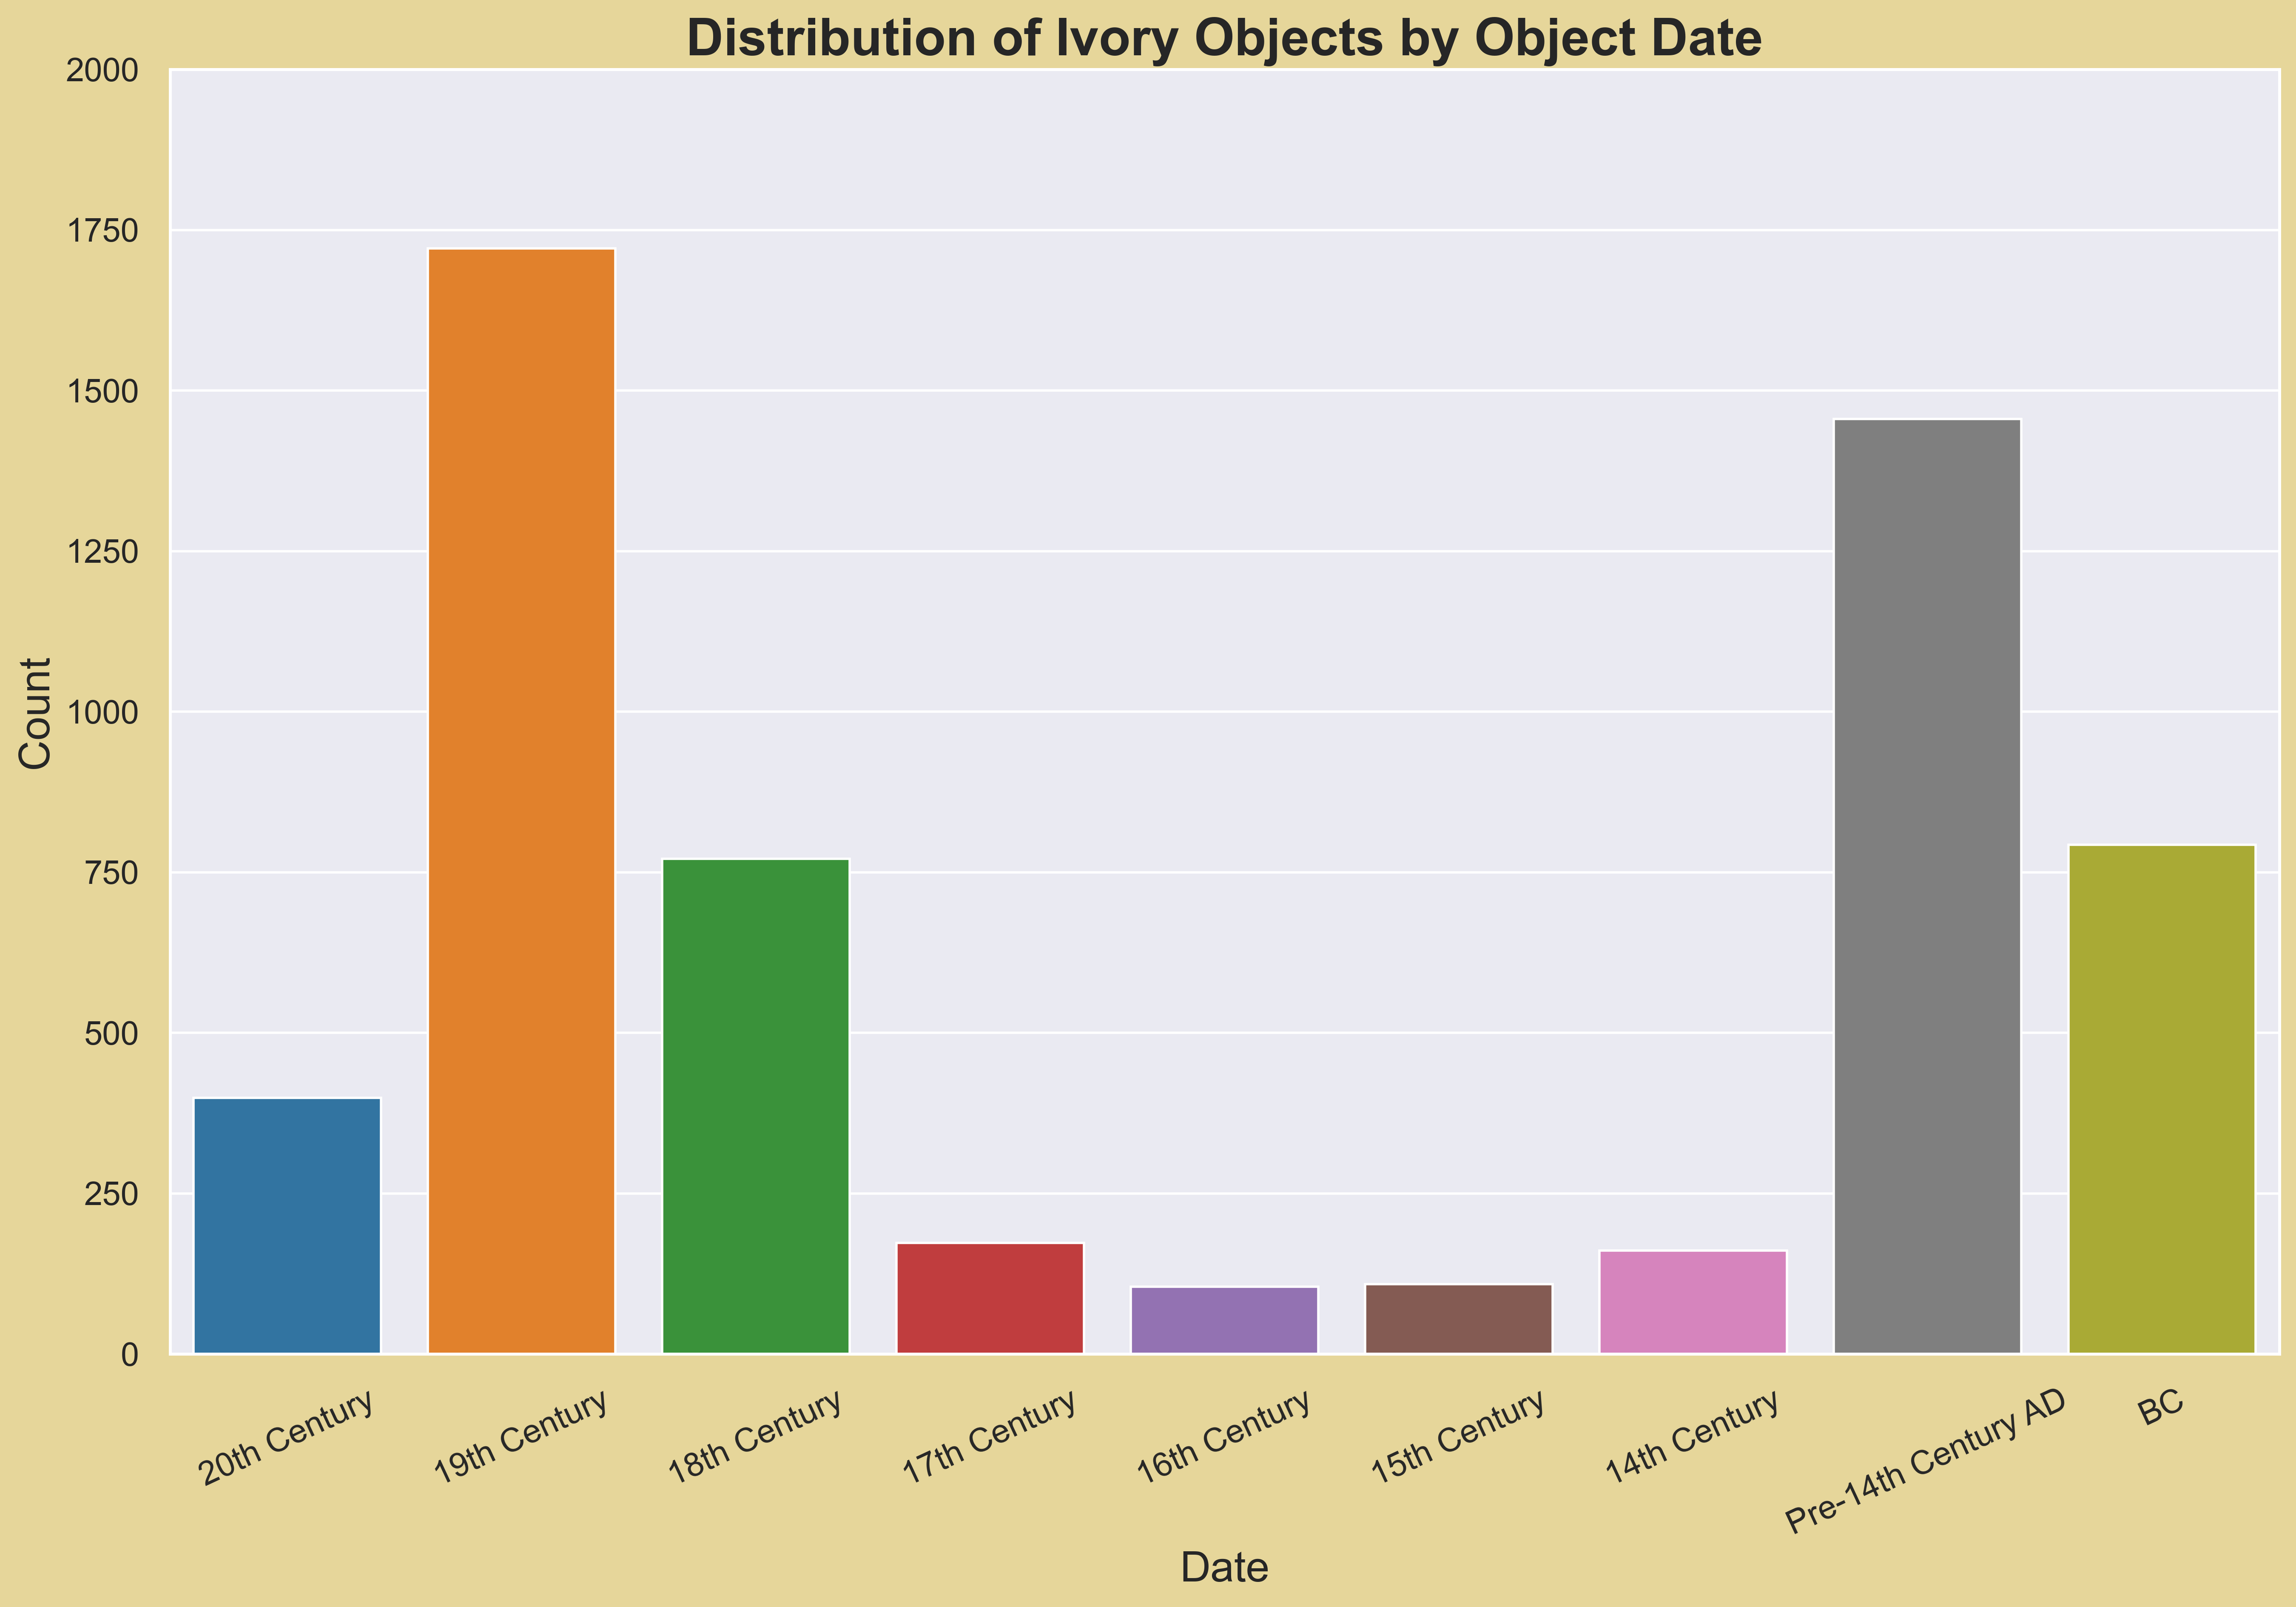 Distribution of Ivory Objects by Object Date
2000
1750
1500
1250
1000
750
500
250
0
Count
20th Century
19th Century
18th Century
17th Century
16th Century
15th Century
14th Century
Pre-14th Century AD
BC
Date